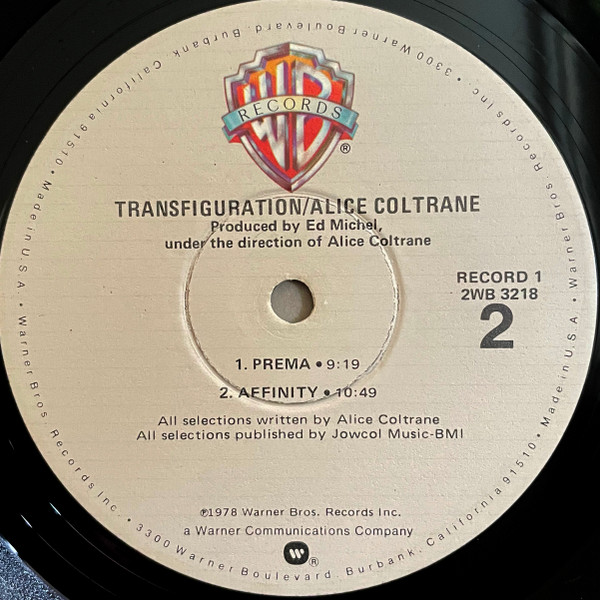 WB
RECORDS
®
TRANSFIGURATION/ALICE COLTRANE
Produced by Ed Michel,
under the direction of Alice Coltrane
RECORD 1
2WB 3218
2
1. PREMA • 9:19
2. AFFINITY • 10:49
All selections written by Alice Coltrane
All selections published by Jowcol Music-BMI
℗1978 Warner Bros. Records Inc.
a Warner Communications Company
W®
Made in U.S.A. • Warner Bros. Records Inc. • 3300 Warner Boulevard, Burbank, California 91510 • Made in U.S.A. • Warner Bros. Records Inc. • 3300 Warner Boulevard, Burbank, California 91510 •